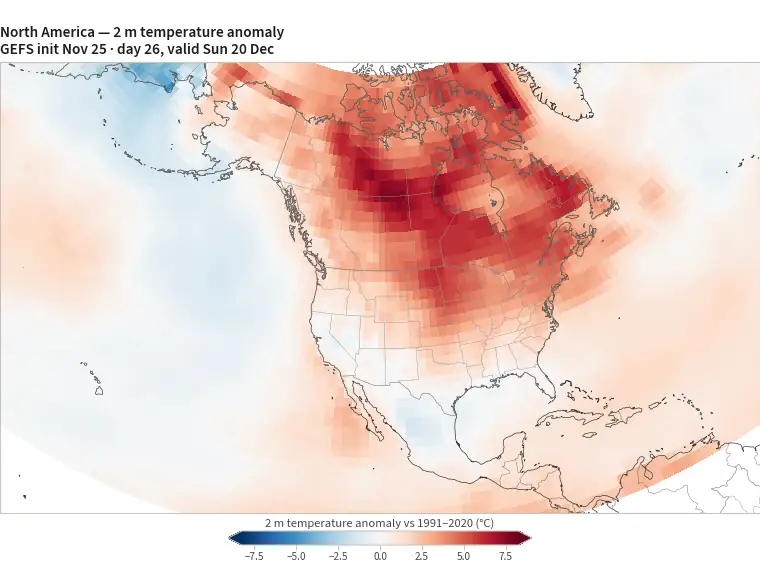 North America — 2 m temperature anomaly
GEFS init Nov 25 · day 26, valid Sun 20 Dec
2 m temperature anomaly vs 1991–2020 (°C)
−7.5 −5.0 −2.5 0.0 2.5 5.0 7.5